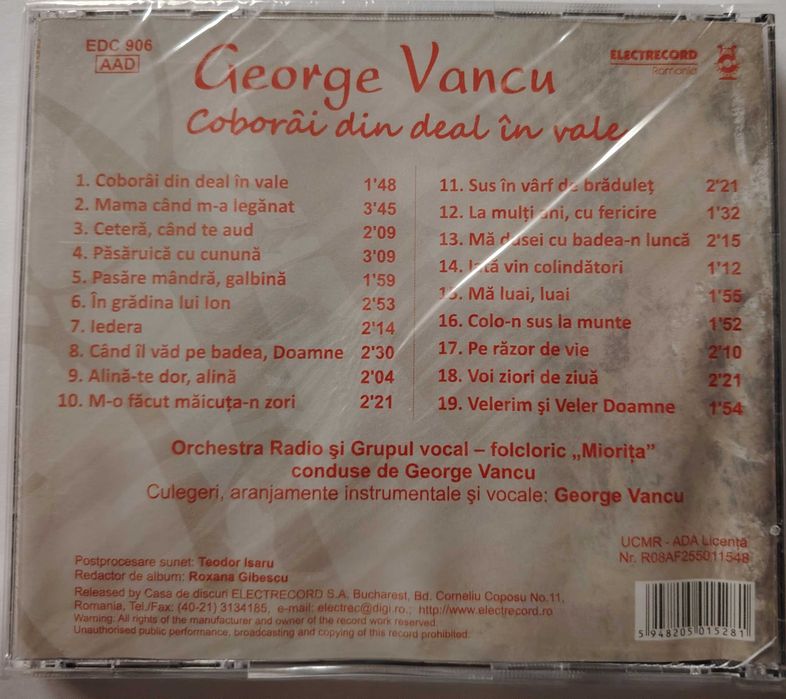 EDC 906
AAD
ELECTRECORD
Romania
George Vancu
Coborâi din deal în vale
1. Coborâi din deal în vale 1'48
2. Mama când m-a legănat 3'45
3. Ceteră, când te aud 2'09
4. Păsăruică cu cunună 3'09
5. Pasăre mândră, galbină 1'59
6. În grădina lui Ion 2'53
7. Iedera 2'14
8. Când îl văd pe badea, Doamne 2'30
9. Alină-te dor, alină 2'04
10. M-o făcut măicuța-n zori 2'21
11. Sus în vârf de brăduleț 2'21
12. La mulți ani, cu fericire 1'32
13. Mă dusei cu badea-n luncă 2'15
14. Iată vin colindători 1'12
15. Mă luai, luai 1'55
16. Colo-n sus la munte 1'52
17. Pe răzor de vie 2'10
18. Voi ziori de ziuă 2'21
19. Velerim și Veler Doamne 1'54
Orchestra Radio și Grupul vocal – folcloric „Miorița”
conduse de George Vancu
Culegeri, aranjamente instrumentale și vocale: George Vancu
UCMR - ADA Licența
Nr. R08AF255011548
Postprocesare sunet: Teodor Isaru
Redactor de album: Roxana Gibescu
Released by Casa de discuri ELECTRECORD S.A. Bucharest, Bd. Corneliu Coposu No.11,
Romania, Tel./Fax: (40-21) 3134185, e-mail: electrec@digi.ro,; http://www.electrecord.ro
Warning: All rights of the manufacturer and owner of the record work reserved.
Unauthorised public performance, broadcasting and copying of this record prohibited.
5 948205 015281